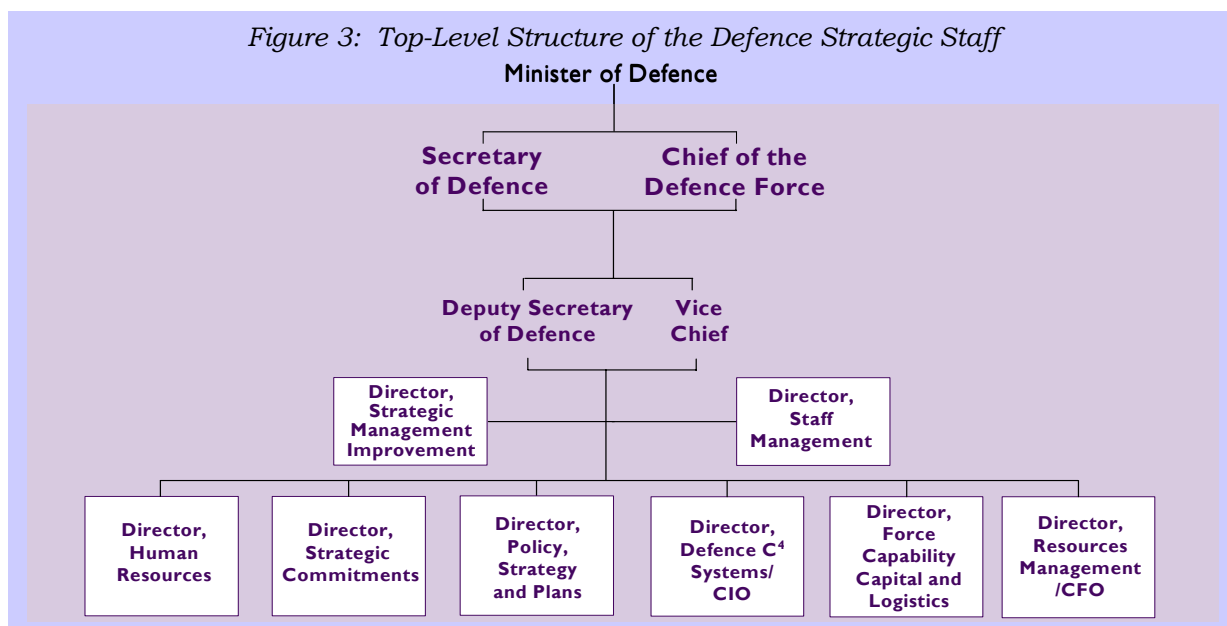 Figure 3: Top-Level Structure of the Defence Strategic Staff
Minister of Defence
Secretary
of Defence
Chief of the
Defence Force
Deputy Secretary
of Defence
Vice
Chief
Director,
Strategic
Management
Improvement
Director,
Staff
Management
Director,
Human
Resources
Director,
Strategic
Commitments
Director,
Policy,
Strategy
and Plans
Director,
Defence C⁴
Systems/
CIO
Director,
Force
Capability
Capital and
Logistics
Director,
Resources
Management
/CFO